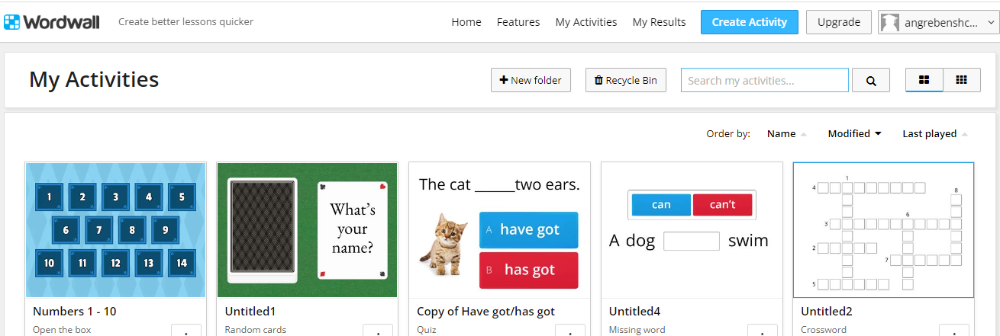 Wordwall Create better lessons quicker Home Features My Activities My Results Create Activity Upgrade angrebenshc...
My Activities New folder Recycle Bin Search my activities...
Order by: Name Modified Last played
1 2 3 4 5
6 7 8 9
10 11 12 13 14
What's
your
name?
The cat ______two ears.
A have got
B has got
can can't
A dog swim
1
4
8
6
3
2
7
5
Numbers 1 - 10 Untitled1 Copy of Have got/has got Untitled4 Untitled2
Open the box Random cards Quiz Missing word Crossword